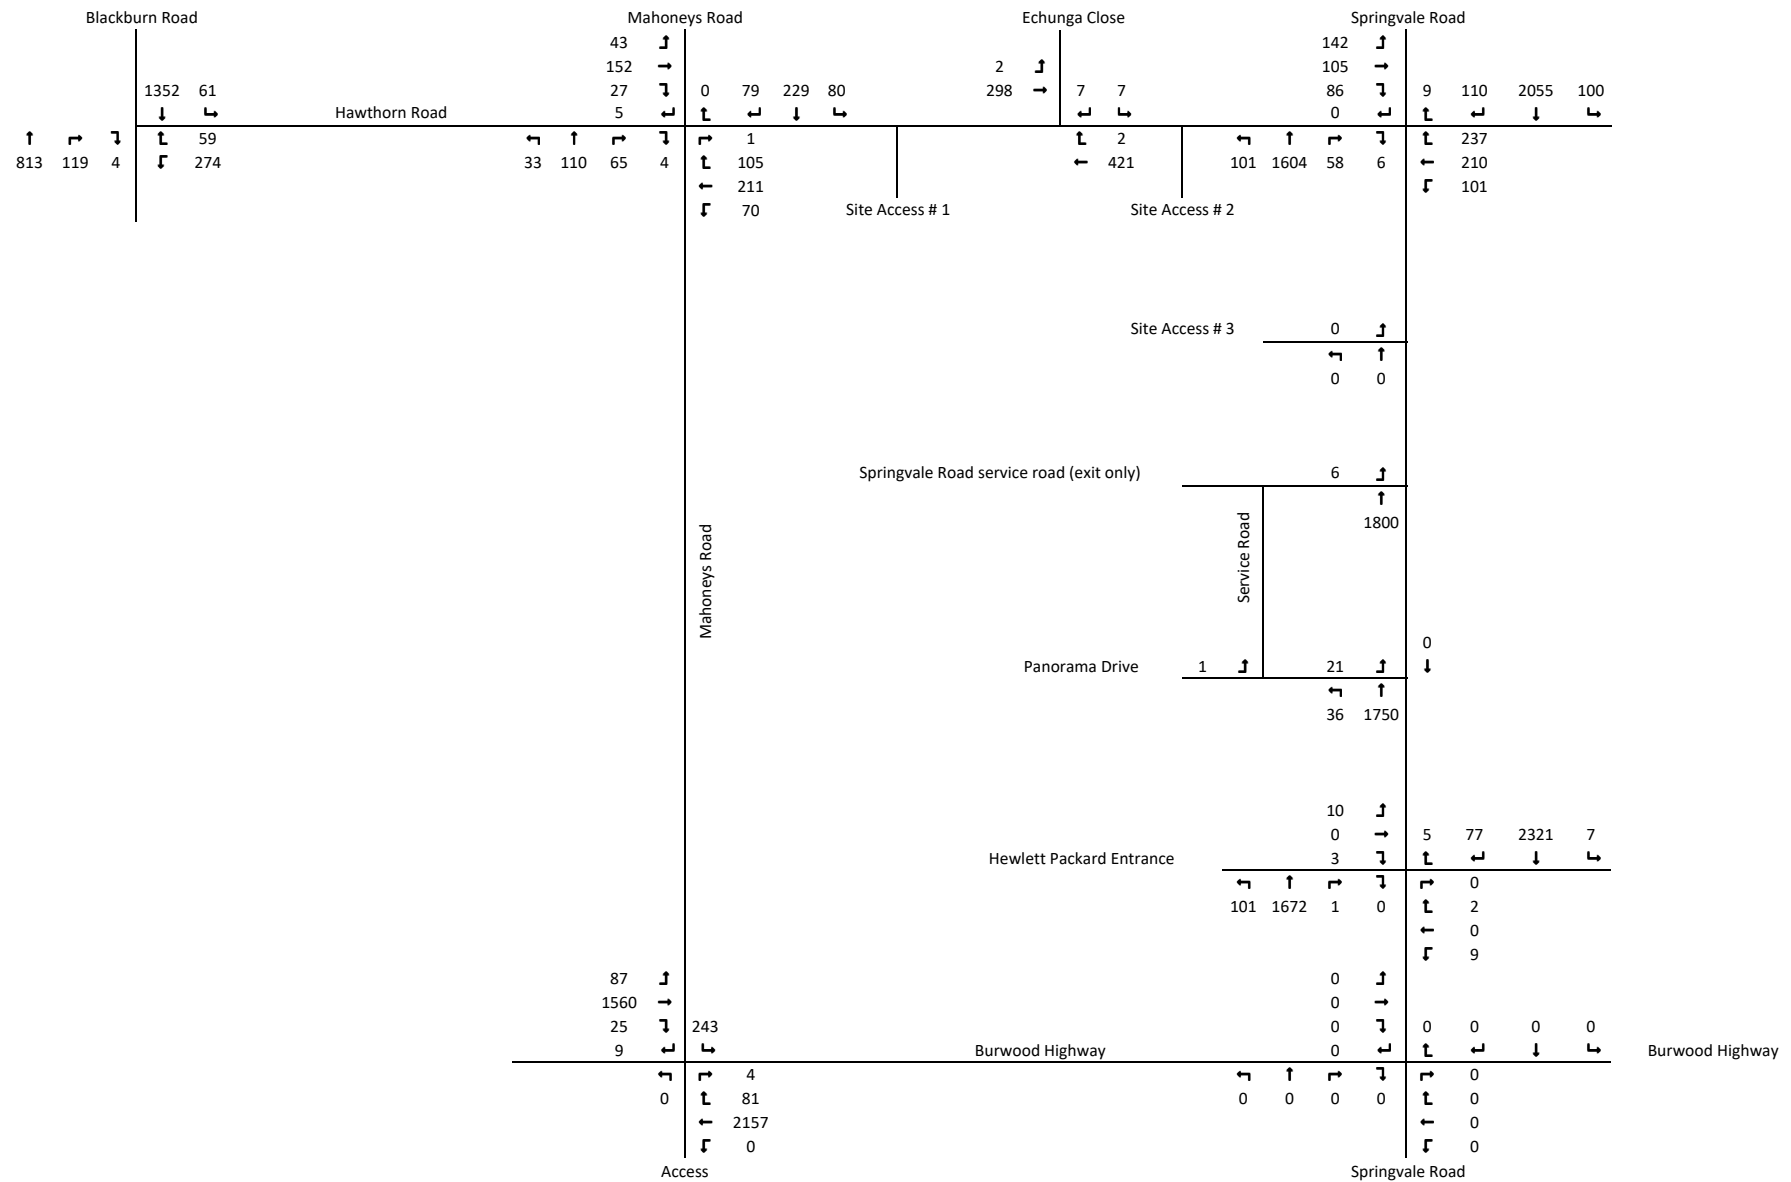 Blackburn Road Mahoneys Road Echunga Close Springvale Road
43 142
152 2 105
1352 61 27 0 79 229 80 298 7 7 86 9 110 2055 100
Hawthorn Road 5 0
59 1 2 237
813 119 4 274 33 110 65 4 105 421 101 1604 58 6 210
211 101
70 Site Access # 1 Site Access # 2
Site Access # 3 0
0 0
Springvale Road service road (exit only) 6
1800
Mahoneys Road
Service Road
0
Panorama Drive 1 21
36 1750
10
0 5 77 2321 7
Hewlett Packard Entrance 3
0
101 1672 1 0 2
0
9
87 0
1560 0
25 243 0 0 0 0 0
9 Burwood Highway 0 Burwood Highway
4 0
0 81 0 0 0 0 0
2157 0
0 0
Access Springvale Road